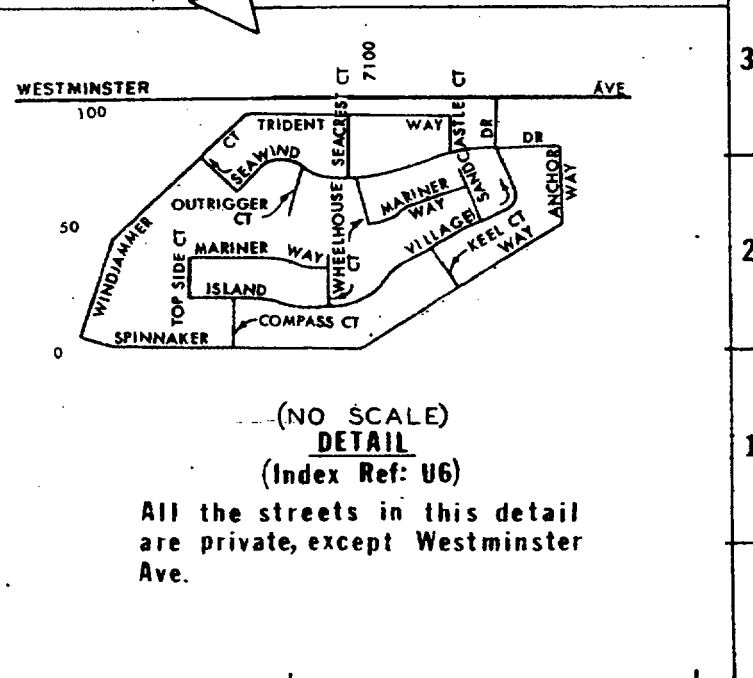 3
7100
SEACREST CT
SANDCASTLE CT
WESTMINSTER AVE
100
TRIDENT WAY
DR
DR
SEAWIND CT
ANCHOR WAY
OUTRIGGER CT
MARINER WAY
50
WINDJAMMER
TOP SIDE CT
WHEELHOUSE CT
VILLAGE
KEEL CT
WAY
2
MARINER WAY
ISLAND
COMPASS CT
SPINNAKER
0
(NO SCALE)
DETAIL
(Index Ref: U6)
1
All the streets in this detail
are private, except Westminster
Ave.